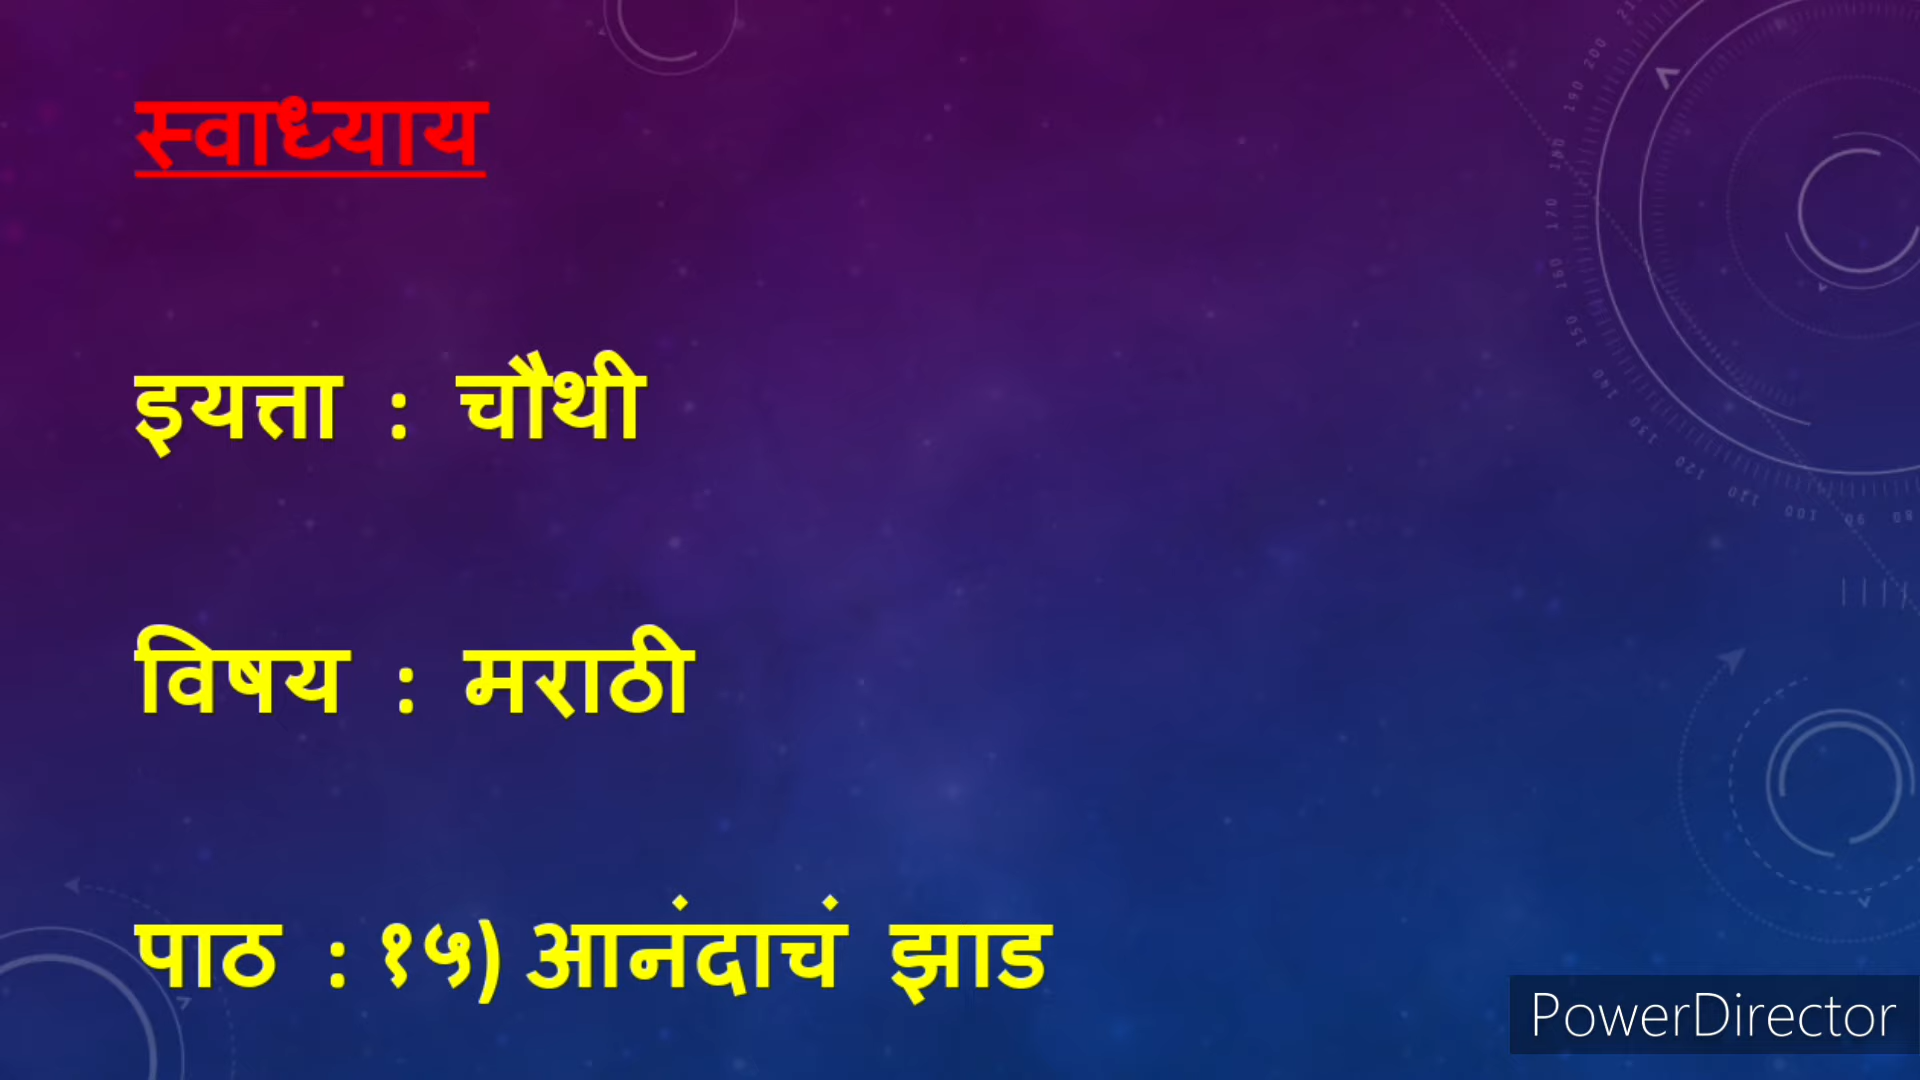 स्वाध्याय
इयत्ता : चौथी
विषय : मराठी
पाठ : १५) आनंदाचं झाड
PowerDirector